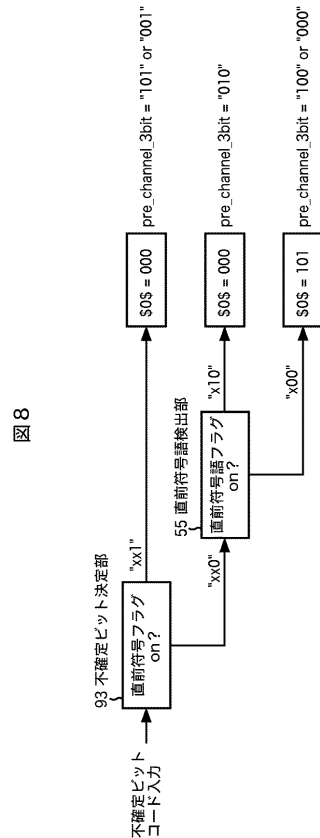 図8
不確定ビット
コード入力
93 不確定ビット決定部
直前符号フラグ
on?
"xx1"
"xx0"
55 直前符号語検出部
直前符号語フラグ
on?
"x10"
"x00"
$0$ = 000
pre_channel_3bit = "101" or "001"
$0$ = 000
pre_channel_3bit = "010"
$0$ = 101
pre_channel_3bit = "100" or "000"